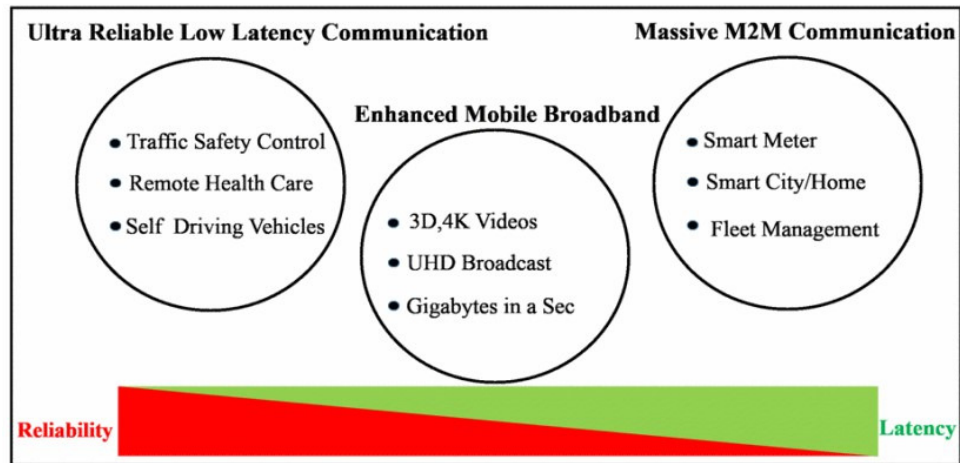 Ultra Reliable Low Latency Communication
Traffic Safety Control
Remote Health Care
Self Driving Vehicles
Enhanced Mobile Broadband
3D,4K Videos
UHD Broadcast
Gigabytes in a Sec
Massive M2M Communication
Smart Meter
Smart City/Home
Fleet Management
Reliability
Latency